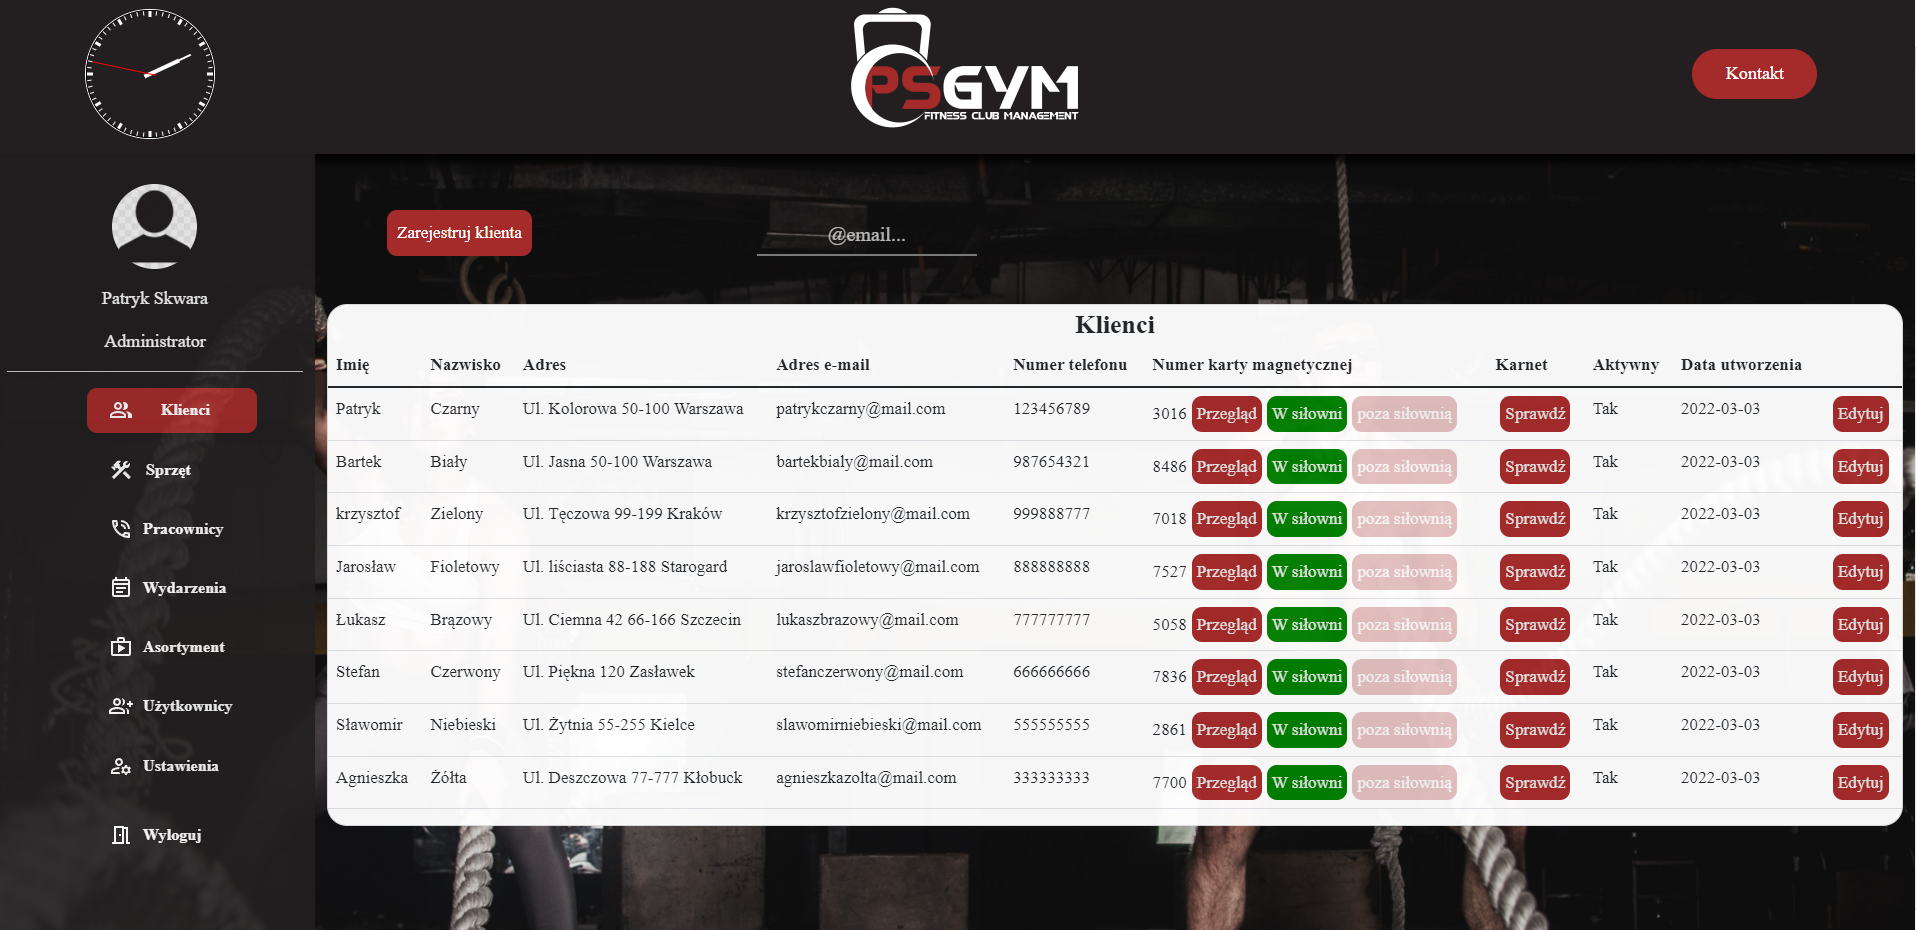 PSGYM
FITNESS CLUB MANAGEMENT
Kontakt
Patryk Skwara
Administrator
Klienci
Sprzęt
Pracownicy
Wydarzenia
Asortyment
Użytkownicy
Ustawienia
Wyloguj
Zarejestruj klienta
@email...
Klienci
Imię Nazwisko Adres Adres e-mail Numer telefonu Numer karty magnetycznej Karnet Aktywny Data utworzenia
Patryk Czarny Ul. Kolorowa 50-100 Warszawa patrykczarny@mail.com 123456789 3016 Przegląd W siłowni poza siłownią Sprawdź Tak 2022-03-03 Edytuj
Bartek Biały Ul. Jasna 50-100 Warszawa bartekbialy@mail.com 987654321 8486 Przegląd W siłowni poza siłownią Sprawdź Tak 2022-03-03 Edytuj
krzysztof Zielony Ul. Tęczowa 99-199 Kraków krzysztofzielony@mail.com 999888777 7018 Przegląd W siłowni poza siłownią Sprawdź Tak 2022-03-03 Edytuj
Jarosław Fioletowy Ul. liściasta 88-188 Starogard jaroslawfioletowy@mail.com 888888888 7527 Przegląd W siłowni poza siłownią Sprawdź Tak 2022-03-03 Edytuj
Łukasz Brązowy Ul. Ciemna 42 66-166 Szczecin lukaszbrazowy@mail.com 777777777 5058 Przegląd W siłowni poza siłownią Sprawdź Tak 2022-03-03 Edytuj
Stefan Czerwony Ul. Piękna 120 Zasławek stefanczerwony@mail.com 666666666 7836 Przegląd W siłowni poza siłownią Sprawdź Tak 2022-03-03 Edytuj
Sławomir Niebieski Ul. Żytnia 55-255 Kielce slawomirniebieski@mail.com 555555555 2861 Przegląd W siłowni poza siłownią Sprawdź Tak 2022-03-03 Edytuj
Agnieszka Żółta Ul. Deszczowa 77-777 Kłobuck agnieszkazolta@mail.com 333333333 7700 Przegląd W siłowni poza siłownią Sprawdź Tak 2022-03-03 Edytuj